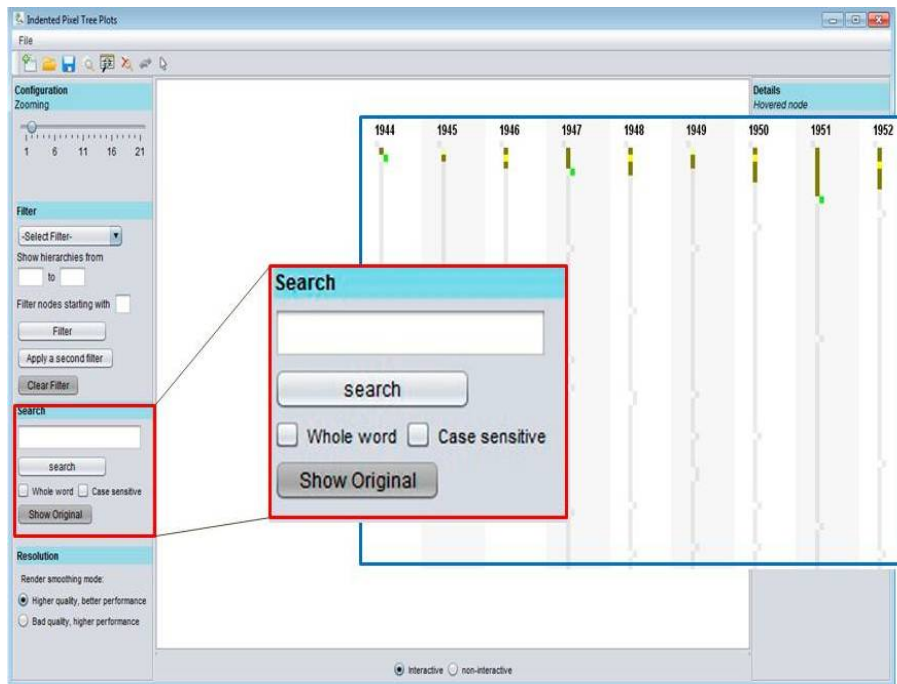 Indented Pixel Tree Plots
File
Configuration
Zooming
1 6 11 16 21
Filter
-Select Filter-
Show hierarchies from
to
Filter nodes starting with
Filter
Apply a second filter
Clear Filter
Search
search
Whole word Case sensitive
Show Original
Resolution
Render smoothing mode:
Higher quality, better performance
Bad quality, higher performance
Details
Hovered node
1944 1945 1946 1947 1948 1949 1950 1951 1952
Search
search
Whole word Case sensitive
Show Original
Interactive non-interactive